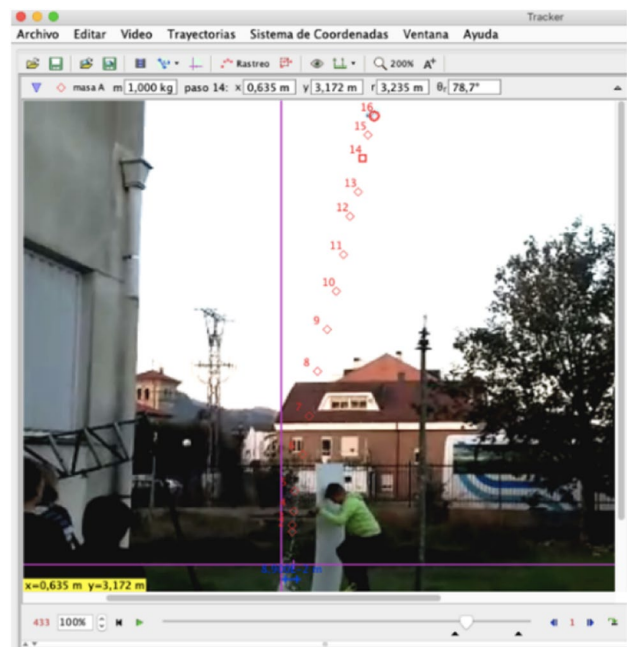 Tracker
Archivo Editar Video Trayectorias Sistema de Coordenadas Ventana Ayuda
Rastreo 200% A+
masa A m 1,000 kg paso 14: x 0,635 m y 3,172 m r 3,235 m θr 78,7°
16
15
14
13
12
11
10
9
8
7
x=0,635 m y=3,172 m
433 100% 1